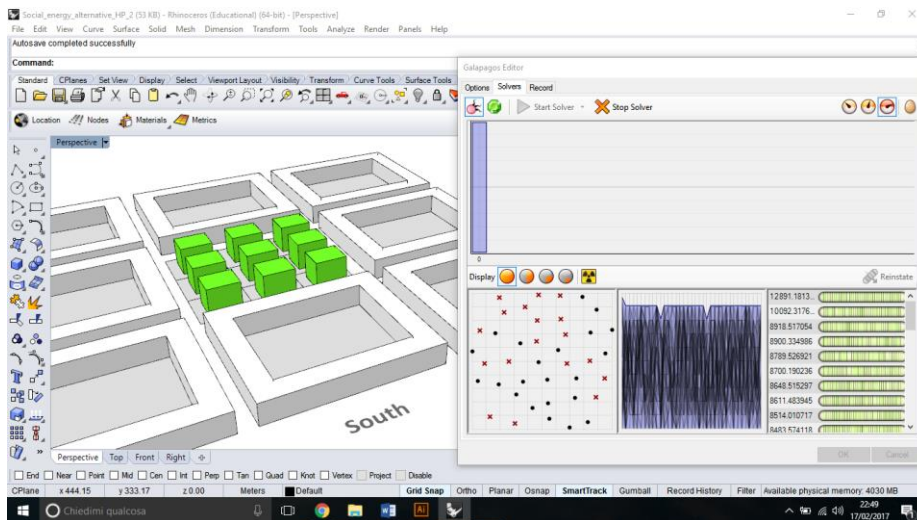 Social_energy_alternative_HP_2 (53 KB) - Rhinoceros (Educational) (64-bit) - [Perspective]
File Edit View Curve Surface Solid Mesh Dimension Transform Tools Analyze Render Panels Help
Autosave completed successfully
Command:
Standard CPlanes Set View Display Select Viewport Layout Visibility Transform Curve Tools Surface Tools
Location Nodes Materials Metrics
Perspective
South
Perspective Top Front Right
Galapagos Editor
Options Solvers Record
Start Solver Stop Solver
0
Display Reinstate
12891.1813...
10092.3176...
8918.517054
8900.334986
8789.526921
8700.190236
8648.515297
8611.483945
8514.010717
8483.574118
OK Cancel
End Near Point Mid Cen Int Perp Tan Quad Knot Vertex Project Disable
CPlane x 444.15 y 333.17 z 0.00 Meters Default Grid Snap Ortho Planar Osnap SmartTrack Gumball Record History Filter Available physical memory: 4030 MB
Chiedimi qualcosa
22:49
17/02/2017